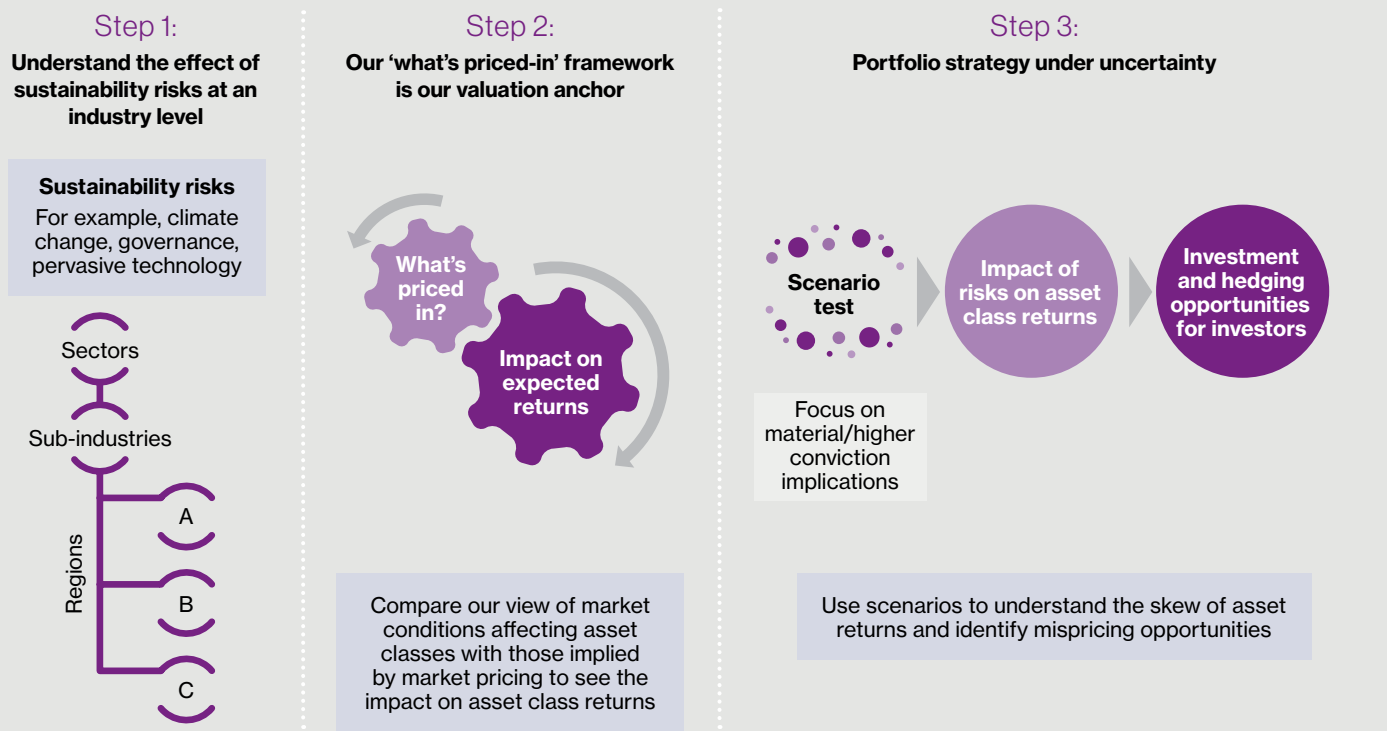 Step 1:
Understand the effect of
sustainability risks at an
industry level
Sustainability risks
For example, climate
change, governance,
pervasive technology
Sectors
Sub-industries
Regions
A
B
C
Step 2:
Our ‘what’s priced-in’ framework
is our valuation anchor
What’s
priced
in?
Impact on
expected
returns
Compare our view of market
conditions affecting asset
classes with those implied
by market pricing to see the
impact on asset class returns
Step 3:
Portfolio strategy under uncertainty
Scenario
test
Impact of
risks on asset
class returns
Investment
and hedging
opportunities
for investors
Focus on
material/higher
conviction
implications
Use scenarios to understand the skew of asset
returns and identify mispricing opportunities